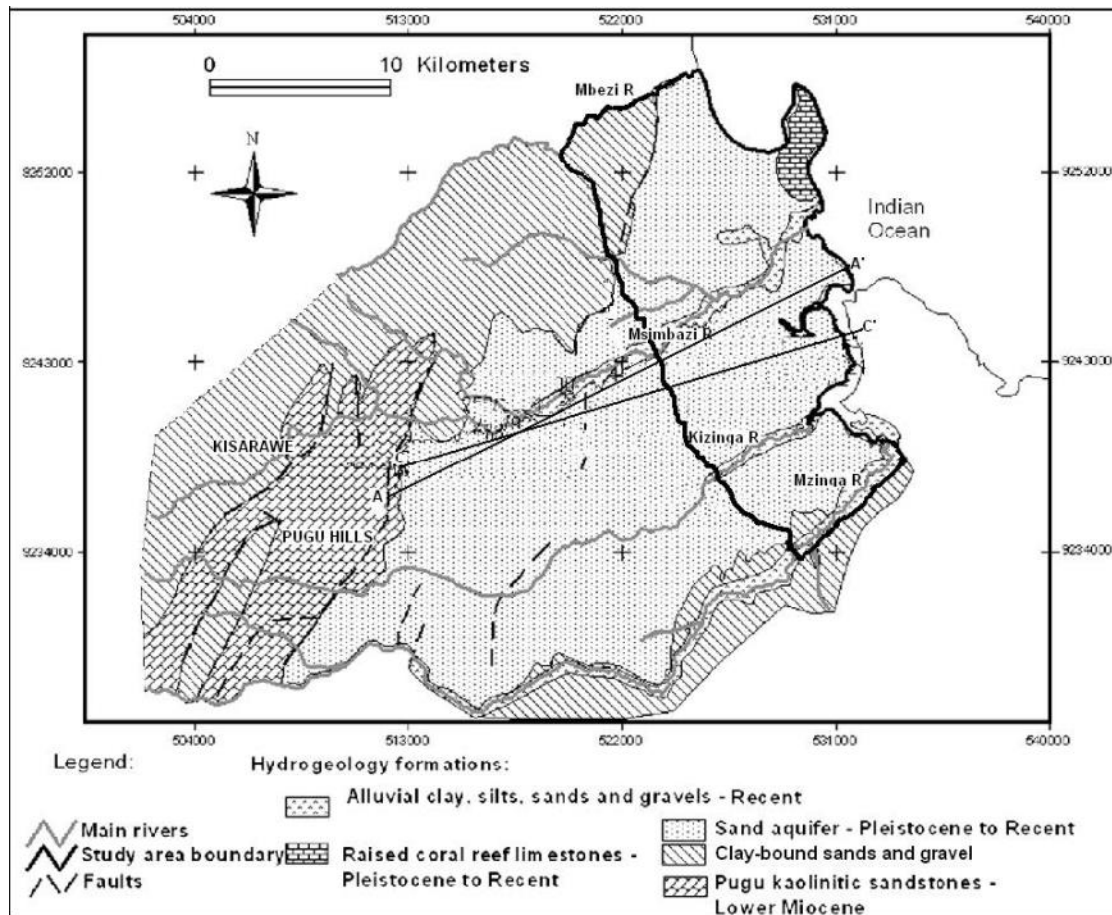 504000 513000 522000 531000 540000
0 10 Kilometers
Mbezi R
N
9252000 9252000
Indian
Ocean
A'
Msimbazi R
C'
9243000 9243000
KISARAWE
Kizinga R
A
Mzinga R
PUGU HILLS
9234000 9234000
504000 513000 522000 531000 540000
Legend:
Hydrogeology formations:
Alluvial clay, silts, sands and gravels - Recent
Main rivers
Study area boundary
Faults
Raised coral reef limestones -
Pleistocene to Recent
Sand aquifer - Pleistocene to Recent
Clay-bound sands and gravel
Pugu kaolinitic sandstones -
Lower Miocene